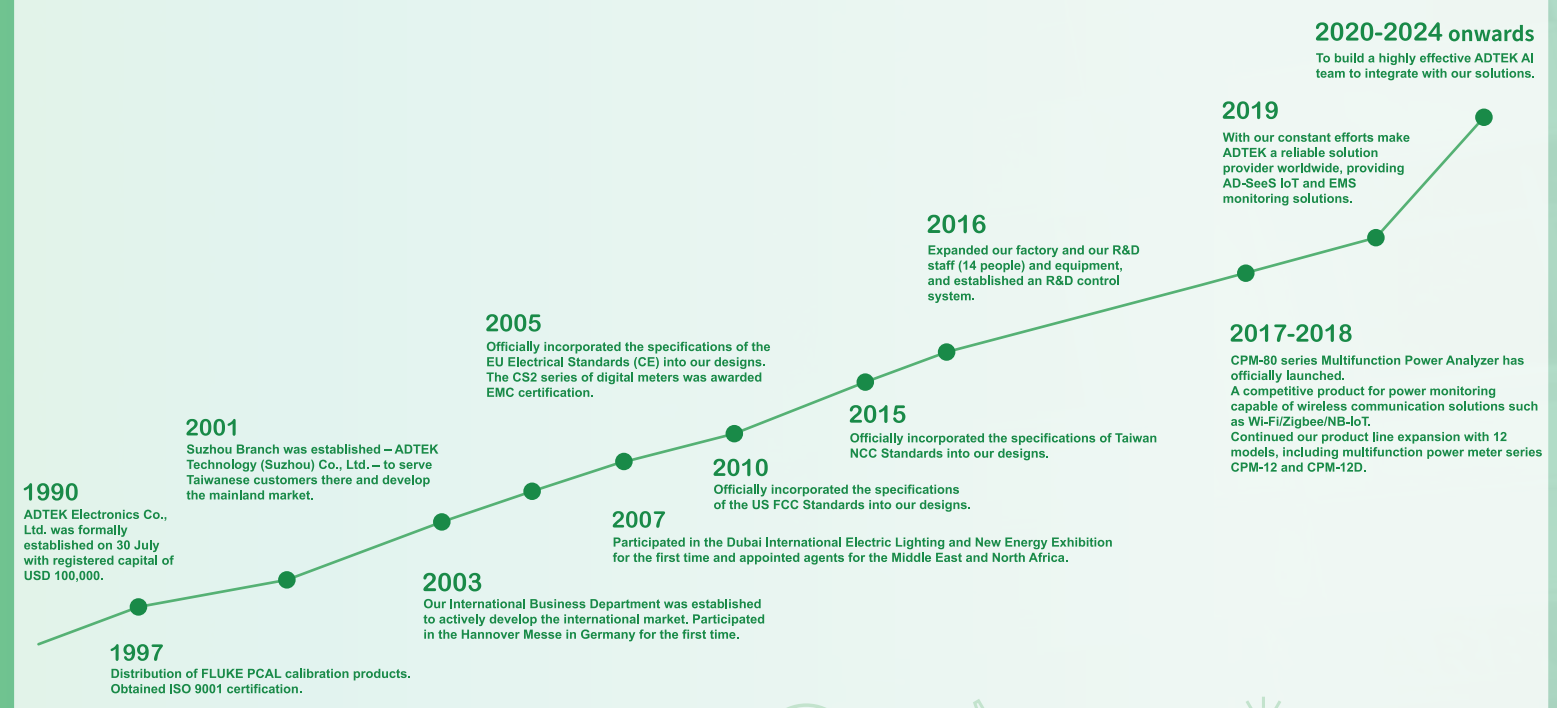 1990
ADTEK Electronics Co.,
Ltd. was formally
established on 30 July
with registered capital of
USD 100,000.
1997
Distribution of FLUKE PCAL calibration products.
Obtained ISO 9001 certification.
2001
Suzhou Branch was established – ADTEK
Technology (Suzhou) Co., Ltd. – to serve
Taiwanese customers there and develop
the mainland market.
2003
Our International Business Department was established
to actively develop the international market. Participated
in the Hannover Messe in Germany for the first time.
2005
Officially incorporated the specifications of the
EU Electrical Standards (CE) into our designs.
The CS2 series of digital meters was awarded
EMC certification.
2007
Participated in the Dubai International Electric Lighting and New Energy Exhibition
for the first time and appointed agents for the Middle East and North Africa.
2010
Officially incorporated the specifications
of the US FCC Standards into our designs.
2015
Officially incorporated the specifications of Taiwan
NCC Standards into our designs.
2016
Expanded our factory and our R&D
staff (14 people) and equipment,
and established an R&D control
system.
2017-2018
CPM-80 series Multifunction Power Analyzer has
officially launched.
A competitive product for power monitoring
capable of wireless communication solutions such
as Wi-Fi/Zigbee/NB-IoT.
Continued our product line expansion with 12
models, including multifunction power meter series
CPM-12 and CPM-12D.
2019
With our constant efforts make
ADTEK a reliable solution
provider worldwide, providing
AD-SeeS IoT and EMS
monitoring solutions.
2020-2024 onwards
To build a highly effective ADTEK AI
team to integrate with our solutions.